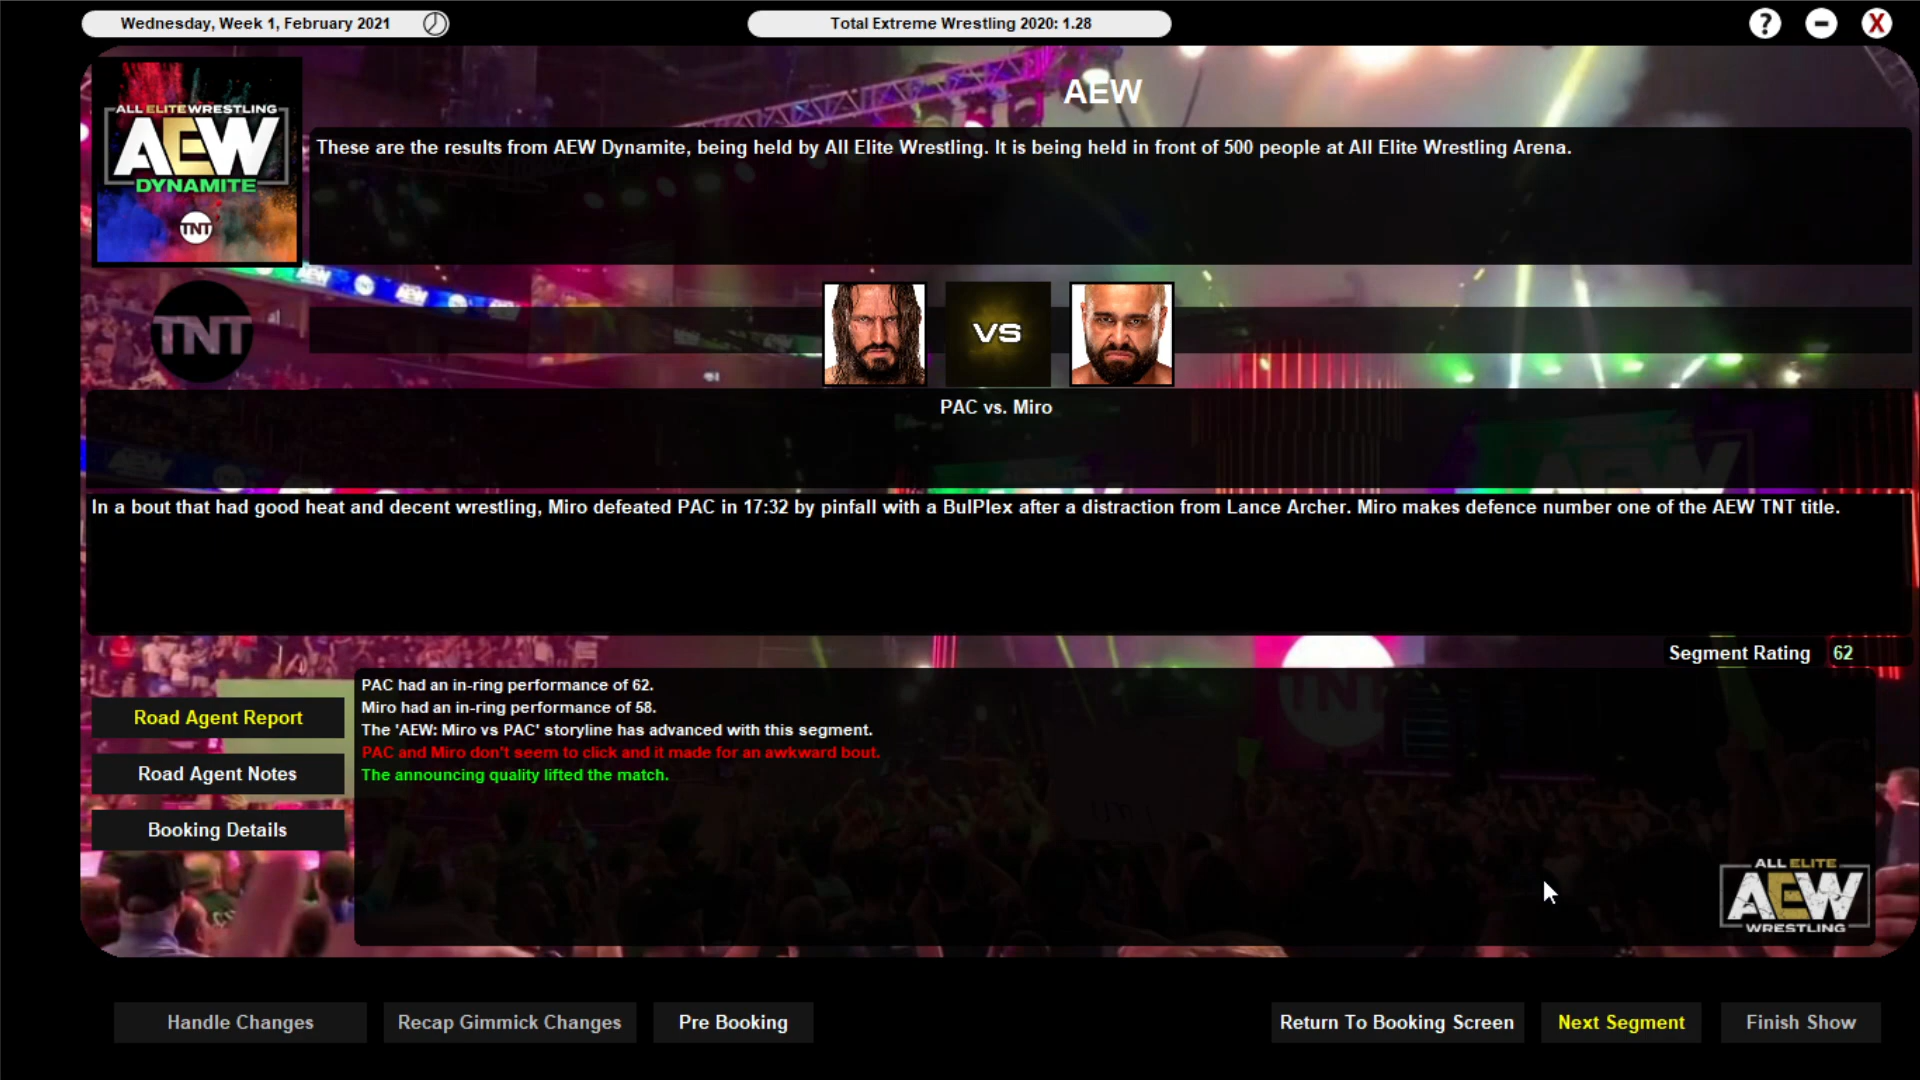 Wednesday, Week 1, February 2021
Total Extreme Wrestling 2020: 1.28
?
X
ALL ELITE WRESTLING
AEW
DYNAMITE
TNT
AEW
These are the results from AEW Dynamite, being held by All Elite Wrestling. It is being held in front of 500 people at All Elite Wrestling Arena.
TNT
VS
PAC vs. Miro
In a bout that had good heat and decent wrestling, Miro defeated PAC in 17:32 by pinfall with a BulPlex after a distraction from Lance Archer. Miro makes defence number one of the AEW TNT title.
Segment Rating 62
Road Agent Report
Road Agent Notes
Booking Details
PAC had an in-ring performance of 62.
Miro had an in-ring performance of 58.
The 'AEW: Miro vs PAC' storyline has advanced with this segment.
PAC and Miro don't seem to click and it made for an awkward bout.
The announcing quality lifted the match.
ALL ELITE
AEW
WRESTLING
Handle Changes
Recap Gimmick Changes
Pre Booking
Return To Booking Screen
Next Segment
Finish Show